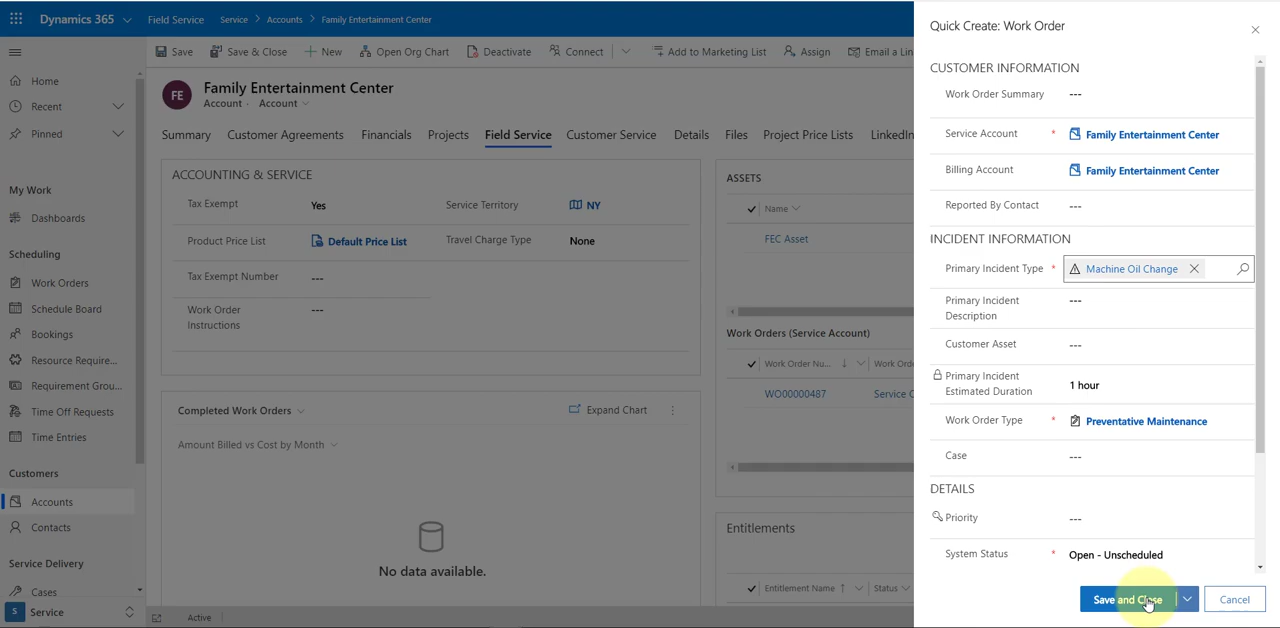 Dynamics 365
Field Service
Service > Accounts > Family Entertainment Center
Save
Save & Close
New
Open Org Chart
Deactivate
Connect
Add to Marketing List
Assign
Email a Lin
Home
Recent
Pinned
My Work
Dashboards
Scheduling
Work Orders
Schedule Board
Bookings
Resource Require...
Requirement Grou...
Time Off Requests
Time Entries
Customers
Accounts
Contacts
Service Delivery
Cases
S Service
FE
Family Entertainment Center
Account · Account
Summary Customer Agreements Financials Projects Field Service Customer Service Details Files Project Price Lists LinkedIn
ACCOUNTING & SERVICE
Tax Exempt Yes Service Territory NY
Product Price List Default Price List Travel Charge Type None
Tax Exempt Number ---
Work Order ---
Instructions
Completed Work Orders
Expand Chart
Amount Billed vs Cost by Month
No data available.
ASSETS
Name
FEC Asset
Work Orders (Service Account)
Work Order Nu... Work Orde
WO00000487 Service C
Entitlements
Entitlement Name Status
Active
Quick Create: Work Order
CUSTOMER INFORMATION
Work Order Summary ---
Service Account * Family Entertainment Center
Billing Account Family Entertainment Center
Reported By Contact ---
INCIDENT INFORMATION
Primary Incident Type * Machine Oil Change
Primary Incident ---
Description
Customer Asset ---
Primary Incident 1 hour
Estimated Duration
Work Order Type * Preventative Maintenance
Case ---
DETAILS
Priority ---
System Status * Open - Unscheduled
Save and Close
Cancel